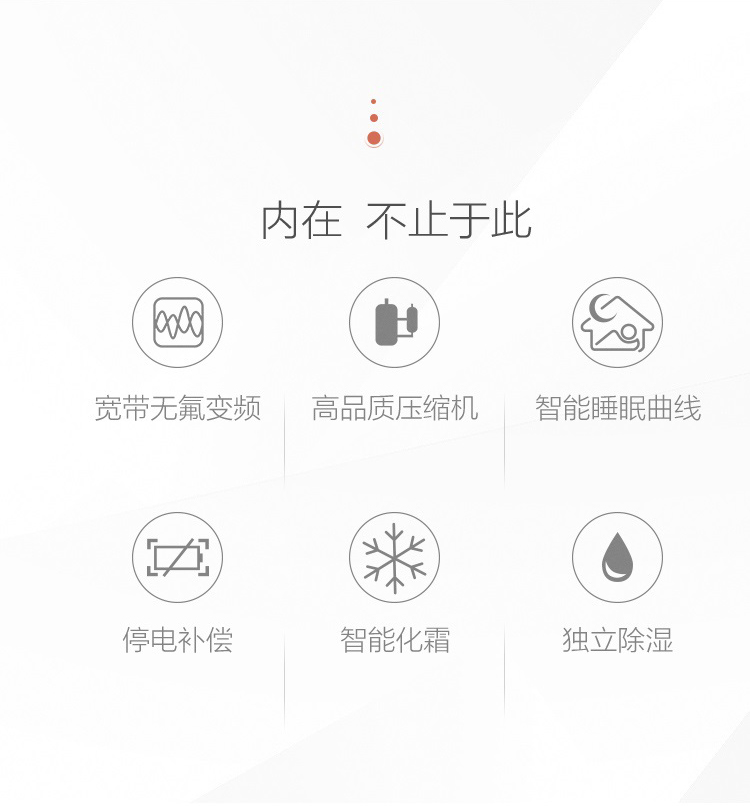 内在 不止于此
宽带无氟变频
高品质压缩机
智能睡眠曲线
停电补偿
智能化霜
独立除湿